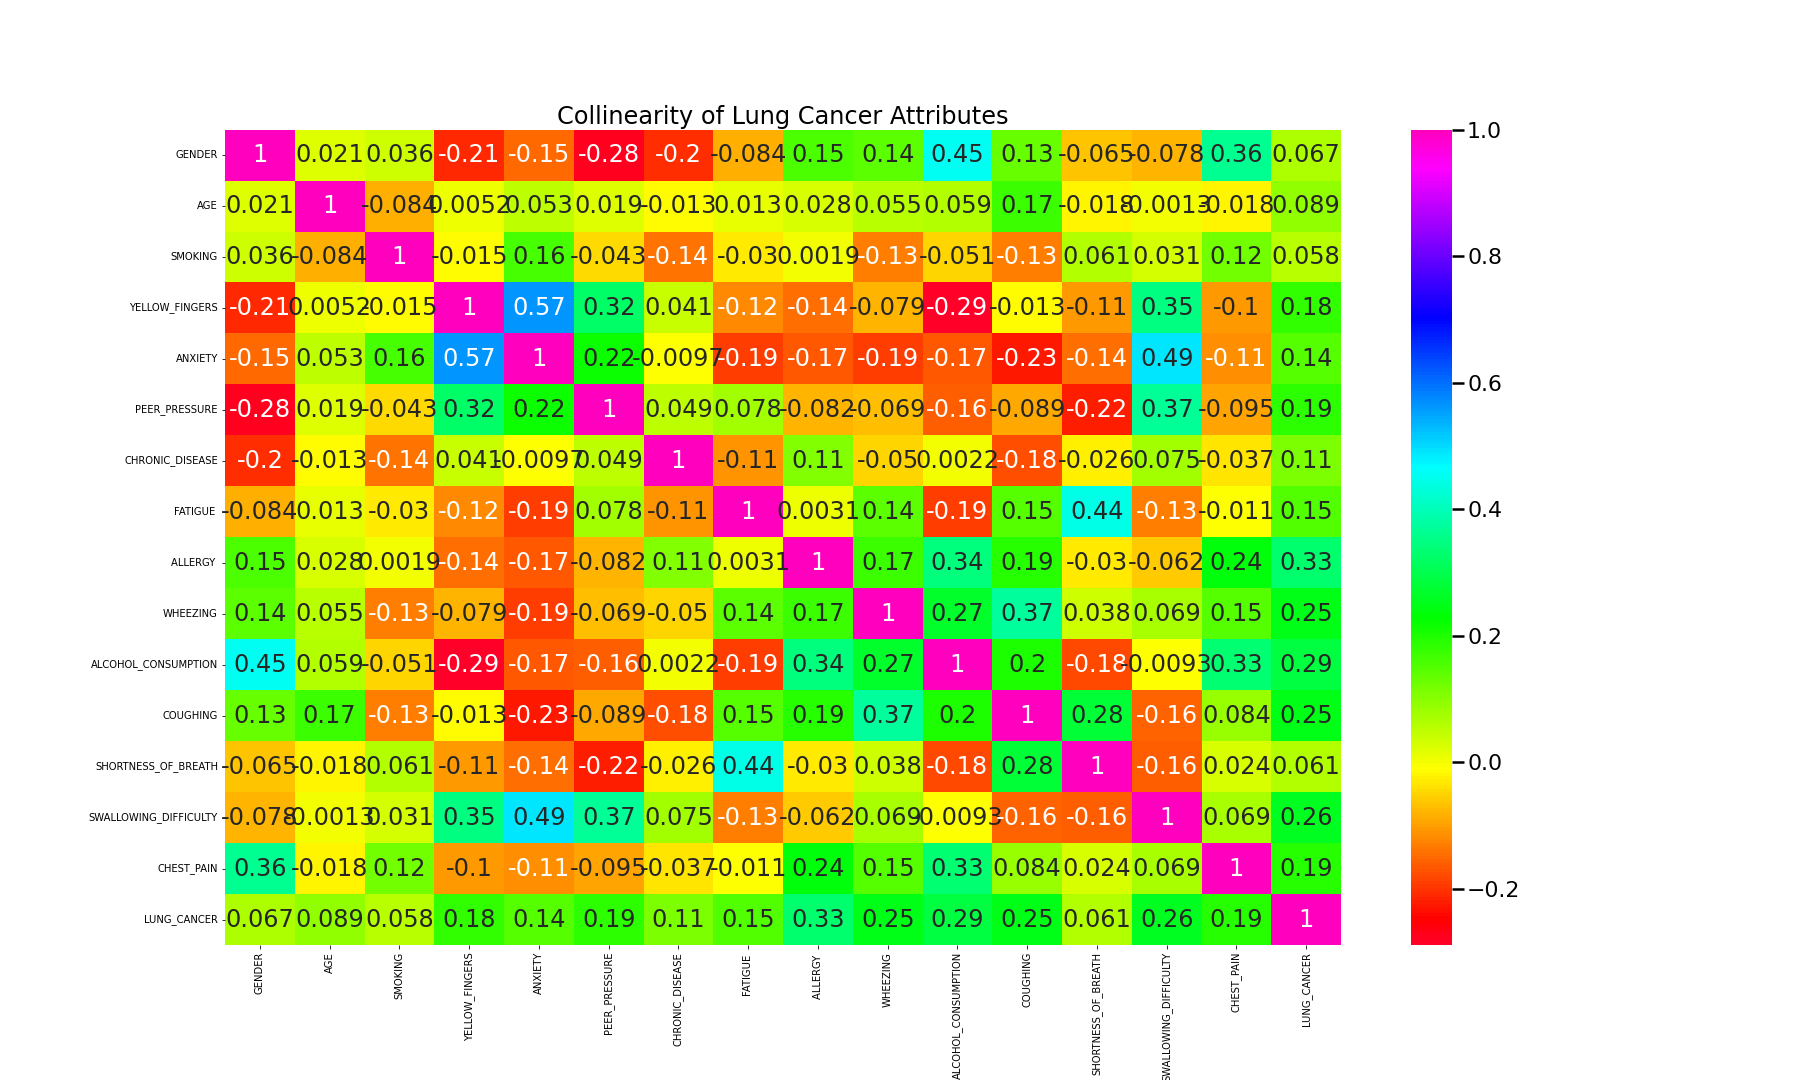 Collinearity of Lung Cancer Attributes
GENDER 1 0.021 0.036 -0.21 -0.15 -0.28 -0.2 -0.084 0.15 0.14 0.45 0.13 -0.065 -0.078 0.36 0.067
AGE 0.021 1 -0.084 0.0052 0.053 0.019 -0.013 0.013 0.028 0.055 0.059 0.17 -0.018 -0.0013 -0.018 0.089
SMOKING 0.036 -0.084 1 -0.015 0.16 -0.043 -0.14 -0.03 0.0019 -0.13 -0.051 -0.13 0.061 0.031 0.12 0.058
YELLOW_FINGERS -0.21 0.0052 -0.015 1 0.57 0.32 0.041 -0.12 -0.14 -0.079 -0.29 -0.013 -0.11 0.35 -0.1 0.18
ANXIETY -0.15 0.053 0.16 0.57 1 0.22 -0.0097 -0.19 -0.17 -0.19 -0.17 -0.23 -0.14 0.49 -0.11 0.14
PEER_PRESSURE -0.28 0.019 -0.043 0.32 0.22 1 0.049 0.078 -0.082 -0.069 -0.16 -0.089 -0.22 0.37 -0.095 0.19
CHRONIC_DISEASE -0.2 -0.013 -0.14 0.041 -0.0097 0.049 1 -0.11 0.11 -0.05 0.0022 -0.18 -0.026 0.075 -0.037 0.11
FATIGUE -0.084 0.013 -0.03 -0.12 -0.19 0.078 -0.11 1 0.0031 0.14 -0.19 0.15 0.44 -0.13 -0.011 0.15
ALLERGY 0.15 0.028 0.0019 -0.14 -0.17 -0.082 0.11 0.0031 1 0.17 0.34 0.19 -0.03 -0.062 0.24 0.33
WHEEZING 0.14 0.055 -0.13 -0.079 -0.19 -0.069 -0.05 0.14 0.17 1 0.27 0.37 0.038 0.069 0.15 0.25
ALCOHOL_CONSUMPTION 0.45 0.059 -0.051 -0.29 -0.17 -0.16 0.0022 -0.19 0.34 0.27 1 0.2 -0.18 -0.0093 0.33 0.29
COUGHING 0.13 0.17 -0.13 -0.013 -0.23 -0.089 -0.18 0.15 0.19 0.37 0.2 1 0.28 -0.16 0.084 0.25
SHORTNESS_OF_BREATH -0.065 -0.018 0.061 -0.11 -0.14 -0.22 -0.026 0.44 -0.03 0.038 -0.18 0.28 1 -0.16 0.024 0.061
SWALLOWING_DIFFICULTY -0.078 -0.0013 0.031 0.35 0.49 0.37 0.075 -0.13 -0.062 0.069 -0.0093 -0.16 -0.16 1 0.069 0.26
CHEST_PAIN 0.36 -0.018 0.12 -0.1 -0.11 -0.095 -0.037 -0.011 0.24 0.15 0.33 0.084 0.024 0.069 1 0.19
LUNG_CANCER 0.067 0.089 0.058 0.18 0.14 0.19 0.11 0.15 0.33 0.25 0.29 0.25 0.061 0.26 0.19 1
GENDER
AGE
SMOKING
YELLOW_FINGERS
ANXIETY
PEER_PRESSURE
CHRONIC_DISEASE
FATIGUE
ALLERGY
WHEEZING
ALCOHOL_CONSUMPTION
COUGHING
SHORTNESS_OF_BREATH
SWALLOWING_DIFFICULTY
CHEST_PAIN
LUNG_CANCER
1.0
0.8
0.6
0.4
0.2
0.0
−0.2